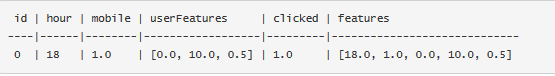 id | hour | mobile | userFeatures | clicked | features
----|------|--------|------------------|---------|-----------------------------
0 | 18 | 1.0 | [0.0, 10.0, 0.5] | 1.0 | [18.0, 1.0, 0.0, 10.0, 0.5]